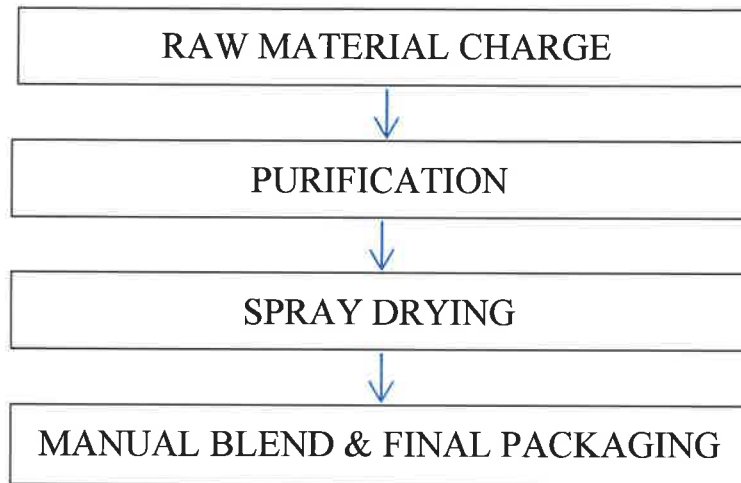 RAW MATERIAL CHARGE
PURIFICATION
SPRAY DRYING
MANUAL BLEND & FINAL PACKAGING